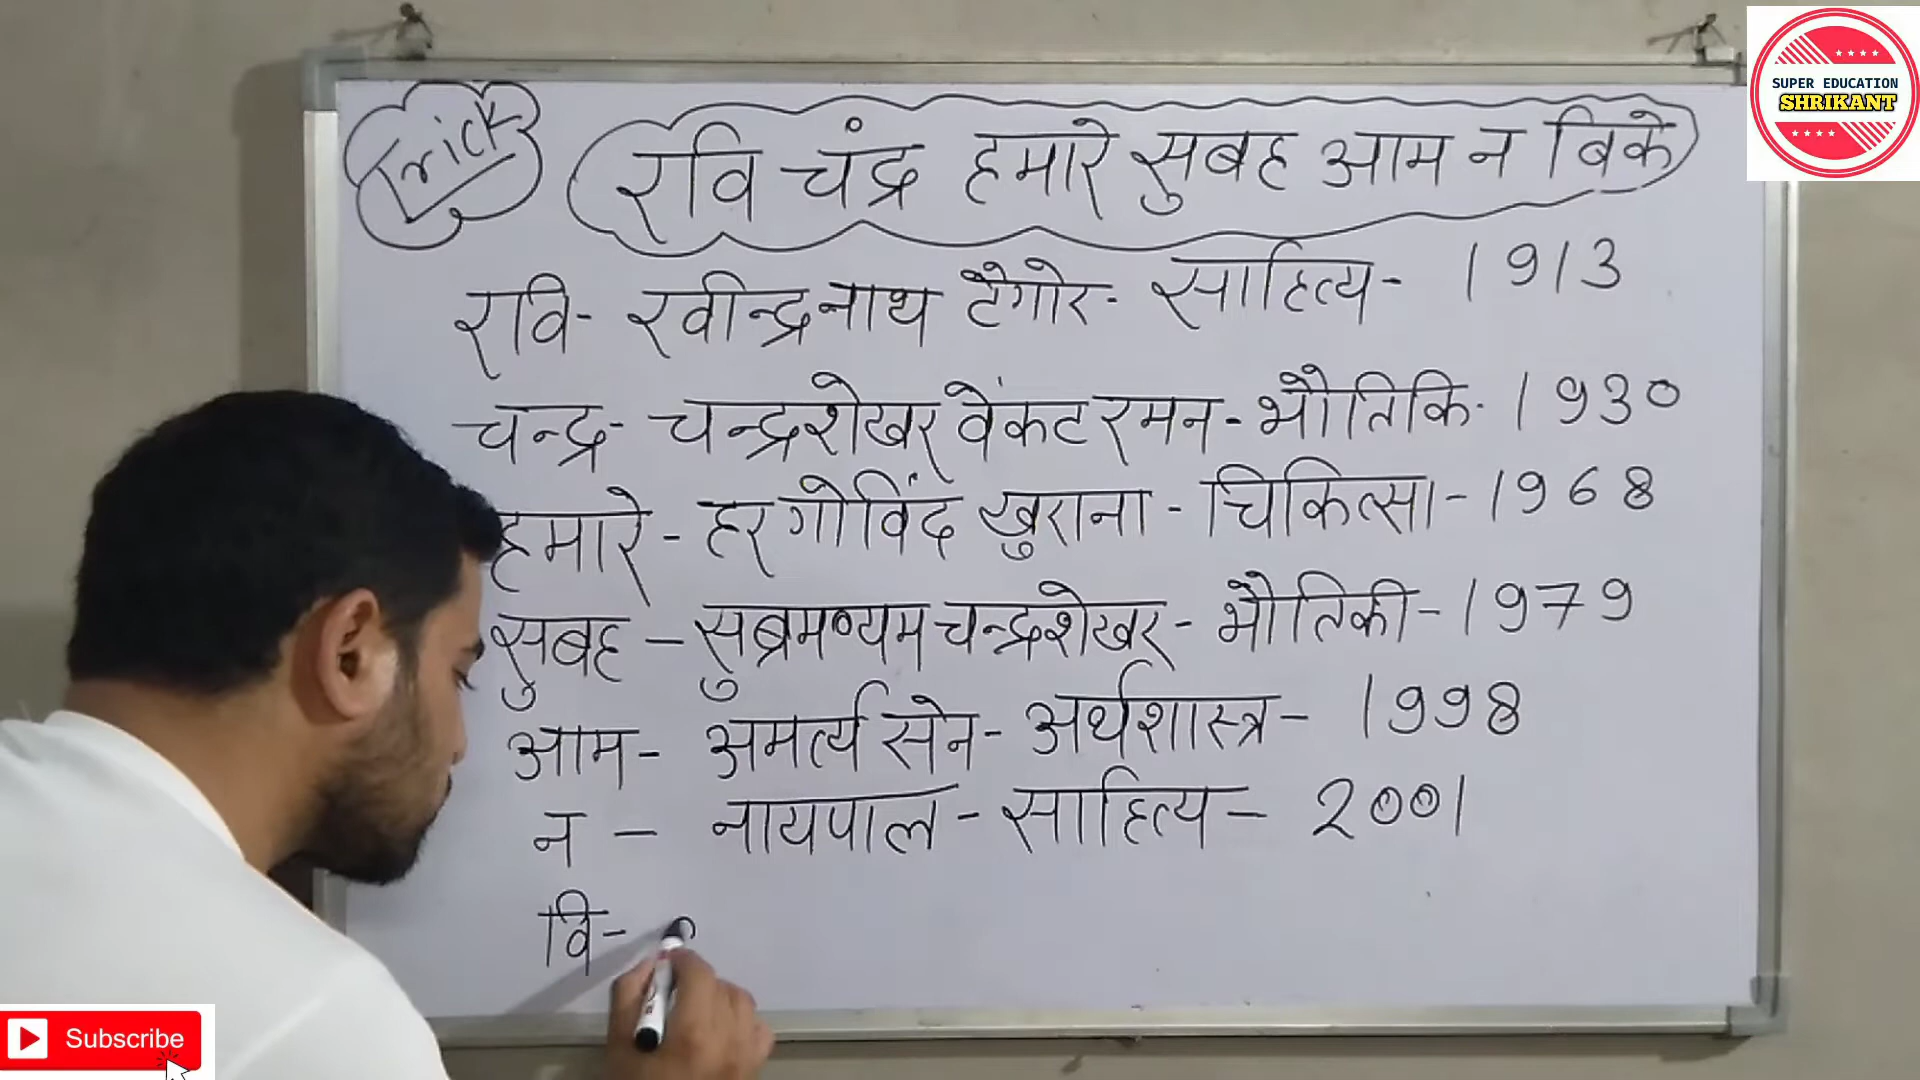 Trick
रवि चंद्र हमारे सुबह आम न बिके
रवि - रवीन्द्रनाथ टैगोर - साहित्य - 1913
चन्द्र - चन्द्रशेखर वेंकटरमन - भौतिकि - 1930
हमारे - हरगोविंद खुराना - चिकित्सा - 1968
सुबह - सुब्रमण्यम चन्द्रशेखर - भौतिकी - 1979
आम - अमर्त्य सेन - अर्थशास्त्र - 1998
न - नायपाल - साहित्य - 2001
वि -
SUPER EDUCATION
SHRIKANT
Subscribe